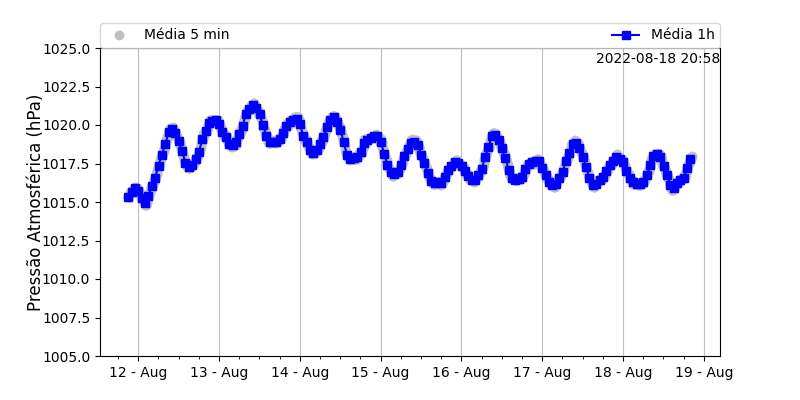 Média 5 min
Média 1h
2022-08-18 20:58
Pressão Atmosférica (hPa)
1025.0
1022.5
1020.0
1017.5
1015.0
1012.5
1010.0
1007.5
1005.0
12 - Aug
13 - Aug
14 - Aug
15 - Aug
16 - Aug
17 - Aug
18 - Aug
19 - Aug